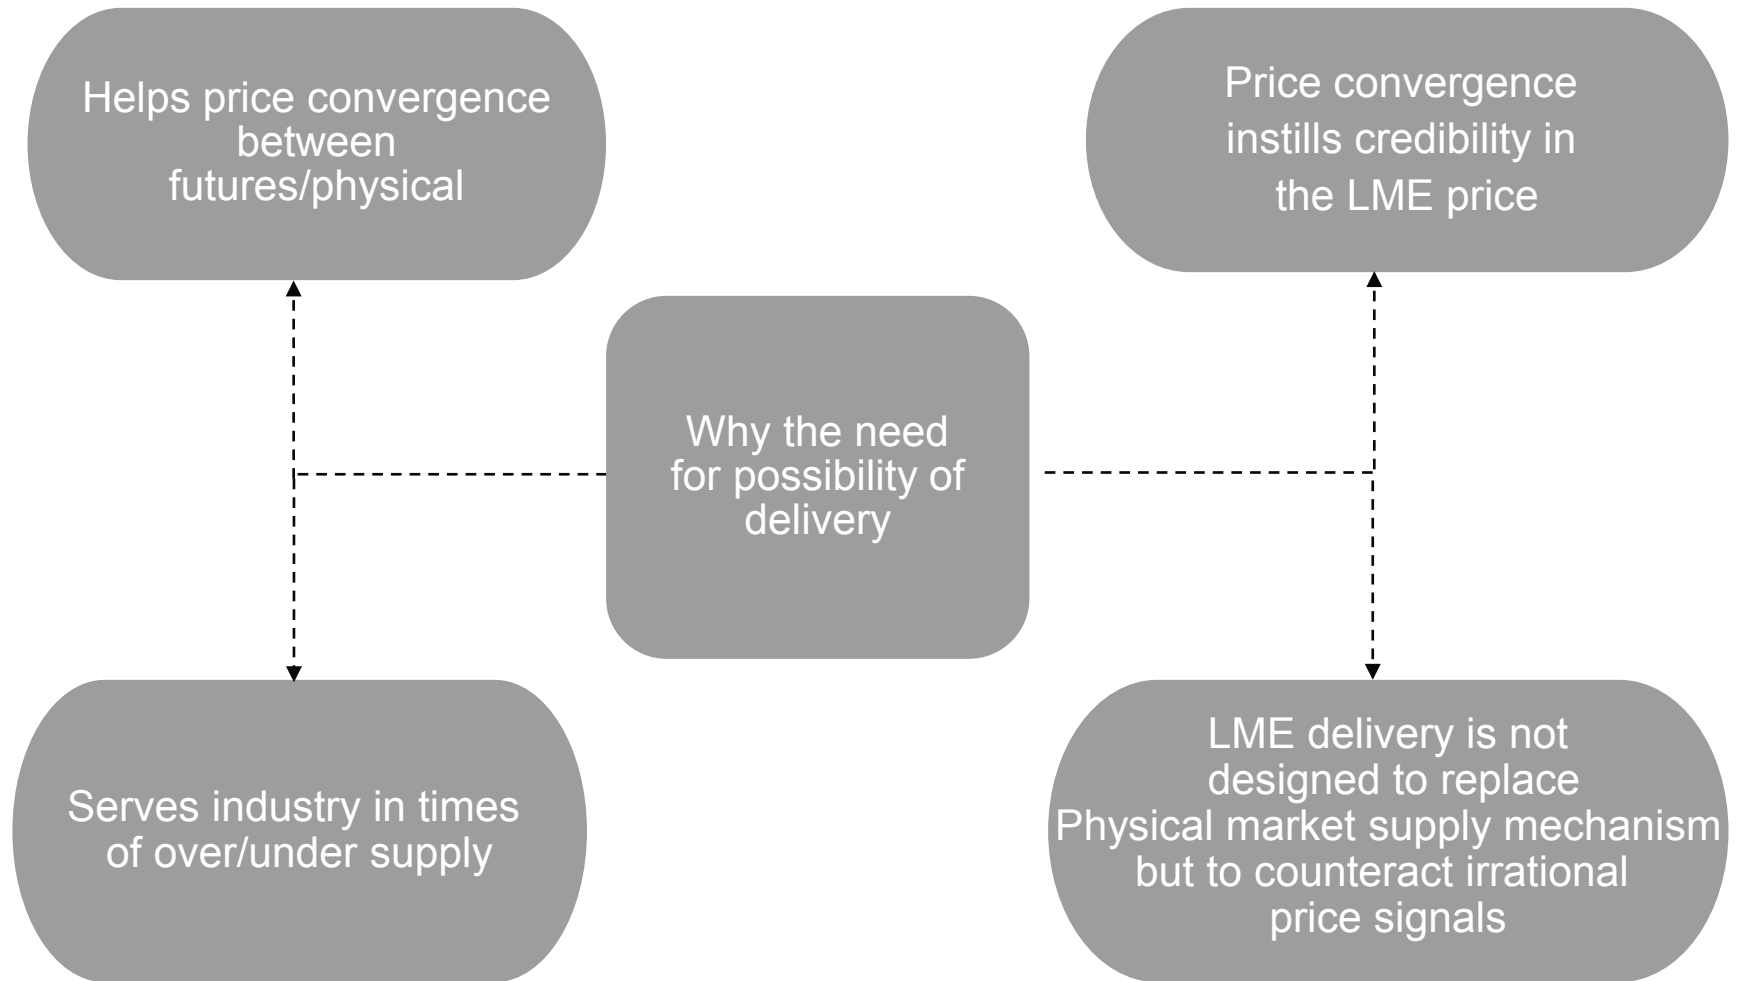 Helps price convergence
between
futures/physical
Price convergence
instills credibility in
the LME price
Why the need
for possibility of
delivery
Serves industry in times
of over/under supply
LME delivery is not
designed to replace
Physical market supply mechanism
but to counteract irrational
price signals